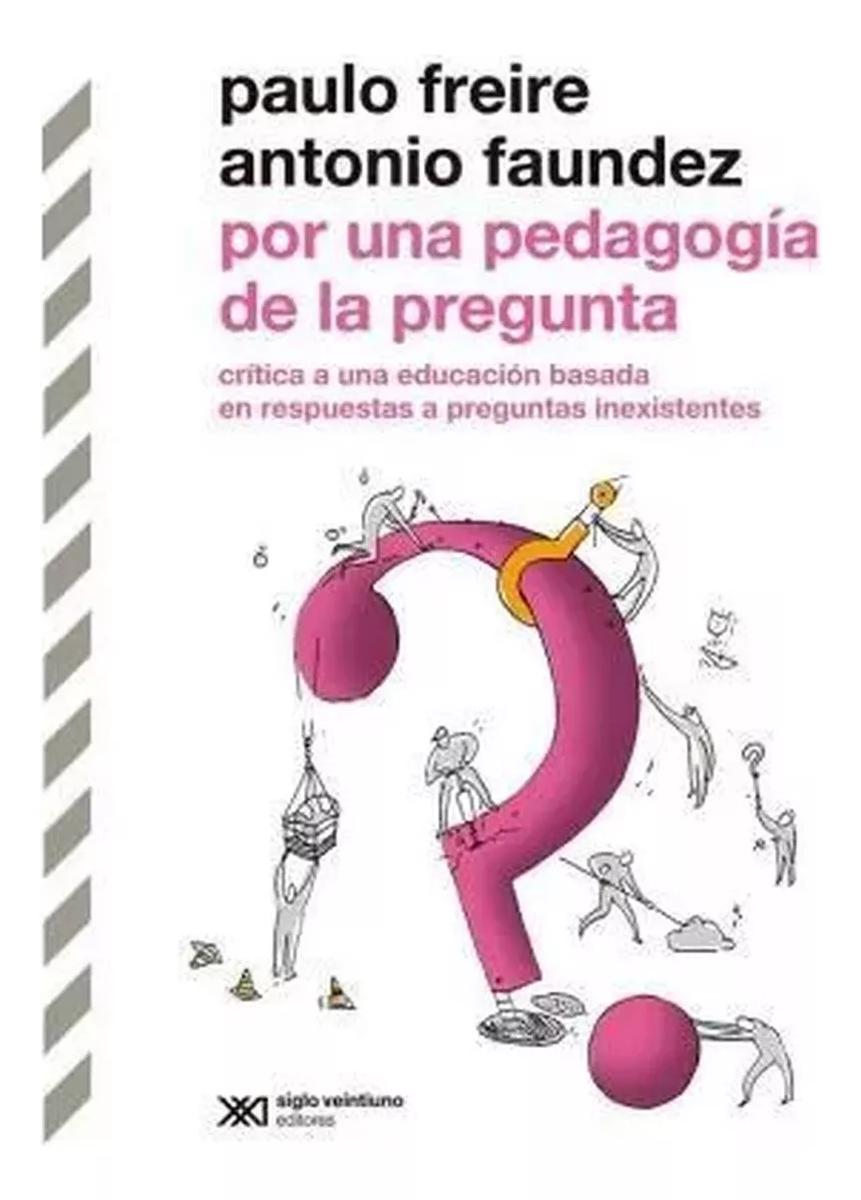 paulo freire
antonio faundez
por una pedagogía
de la pregunta
crítica a una educación basada
en respuestas a preguntas inexistentes
siglo veintiuno
editores